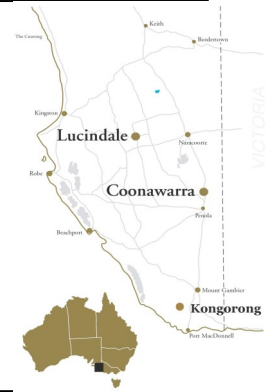 Keith
The Coorong
Bordertown
VICTORIA
Kingston
Lucindale
Naracoorte
Robe
Coonawarra
Penola
Beachport
Mount Gambier
Kongorong
Port MacDonnell